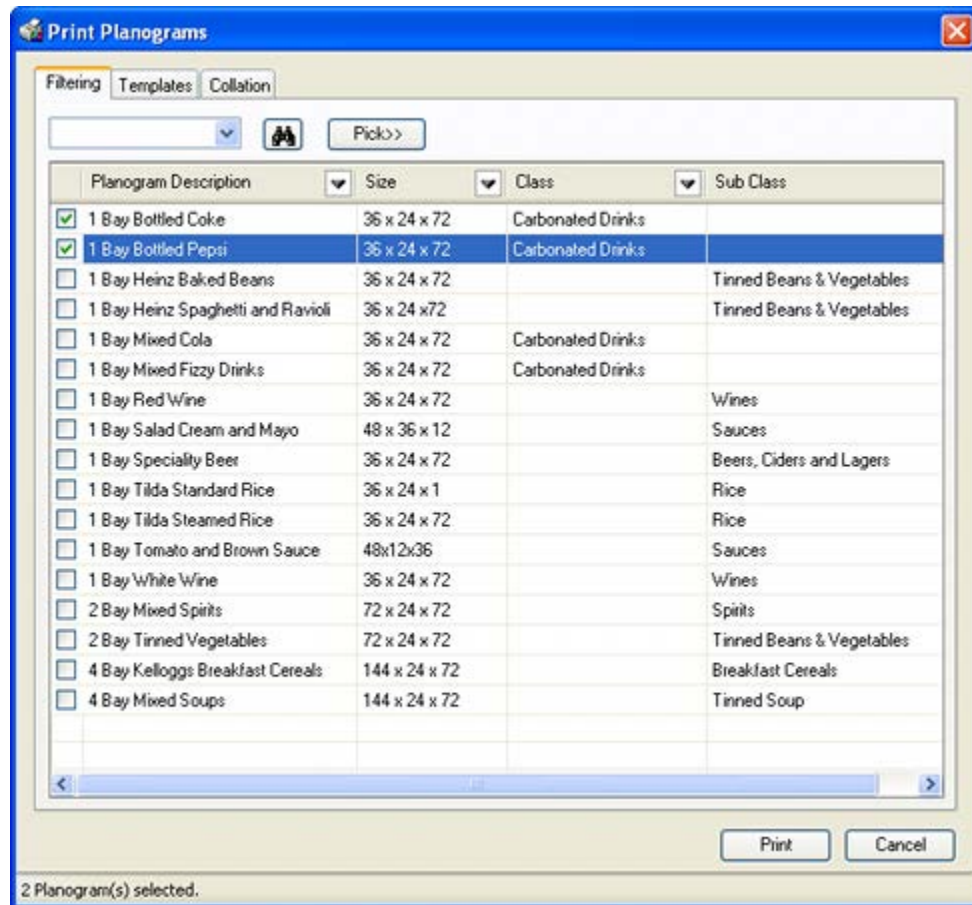 Print Planograms
Filtering Templates Collation
Pick>>
Planogram Description Size Class Sub Class
1 Bay Bottled Coke 36 x 24 x 72 Carbonated Drinks
1 Bay Bottled Pepsi 36 x 24 x 72 Carbonated Drinks
1 Bay Heinz Baked Beans 36 x 24 x 72 Tinned Beans & Vegetables
1 Bay Heinz Spaghetti and Ravioli 36 x 24 x72 Tinned Beans & Vegetables
1 Bay Mixed Cola 36 x 24 x 72 Carbonated Drinks
1 Bay Mixed Fizzy Drinks 36 x 24 x 72 Carbonated Drinks
1 Bay Red Wine 36 x 24 x 72 Wines
1 Bay Salad Cream and Mayo 48 x 36 x 12 Sauces
1 Bay Speciality Beer 36 x 24 x 72 Beers, Ciders and Lagers
1 Bay Tilda Standard Rice 36 x 24 x 1 Rice
1 Bay Tilda Steamed Rice 36 x 24 x 72 Rice
1 Bay Tomato and Brown Sauce 48x12x36 Sauces
1 Bay White Wine 36 x 24 x 72 Wines
2 Bay Mixed Spirits 72 x 24 x 72 Spirits
2 Bay Tinned Vegetables 72 x 24 x 72 Tinned Beans & Vegetables
4 Bay Kelloggs Breakfast Cereals 144 x 24 x 72 Breakfast Cereals
4 Bay Mixed Soups 144 x 24 x 72 Tinned Soup
Print Cancel
2 Planogram(s) selected.